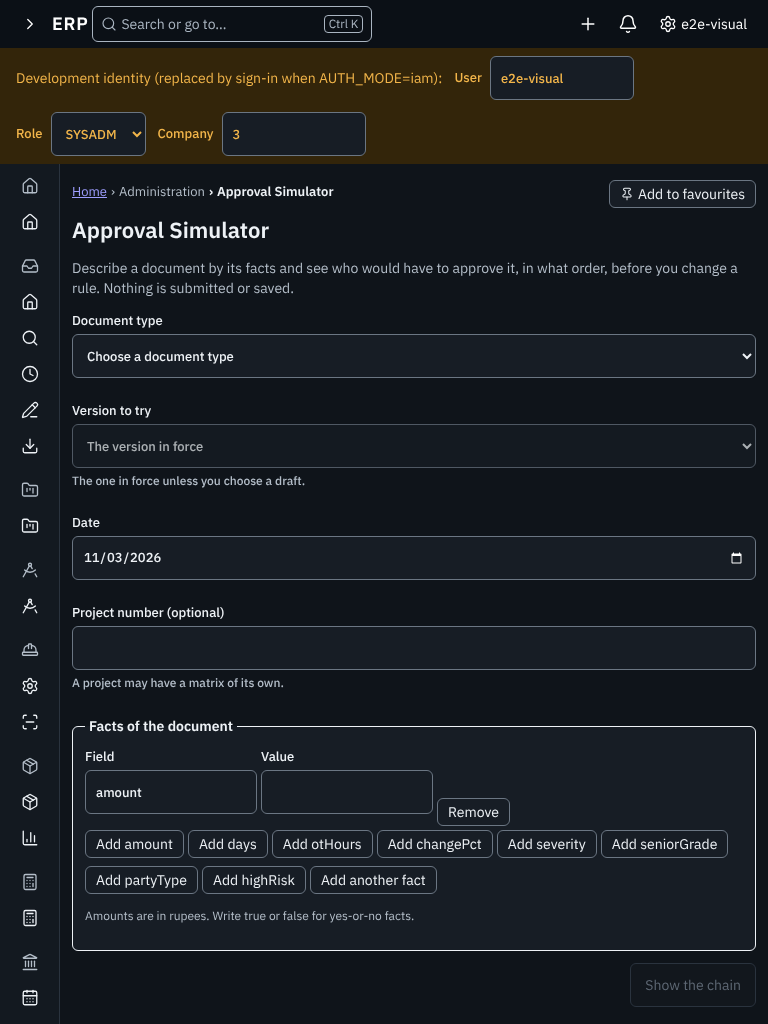 ERP
Search or go to...
Ctrl K
e2e-visual
Development identity (replaced by sign-in when AUTH_MODE=iam):
User
e2e-visual
Role
SYSADM
Company
3
Home › Administration › Approval Simulator
Add to favourites
Approval Simulator
Describe a document by its facts and see who would have to approve it, in what order, before you change a
rule. Nothing is submitted or saved.
Document type
Choose a document type
Version to try
The version in force
The one in force unless you choose a draft.
Date
11/03/2026
Project number (optional)
A project may have a matrix of its own.
Facts of the document
Field
Value
amount
Remove
Add amount
Add days
Add otHours
Add changePct
Add severity
Add seniorGrade
Add partyType
Add highRisk
Add another fact
Amounts are in rupees. Write true or false for yes-or-no facts.
Show the chain